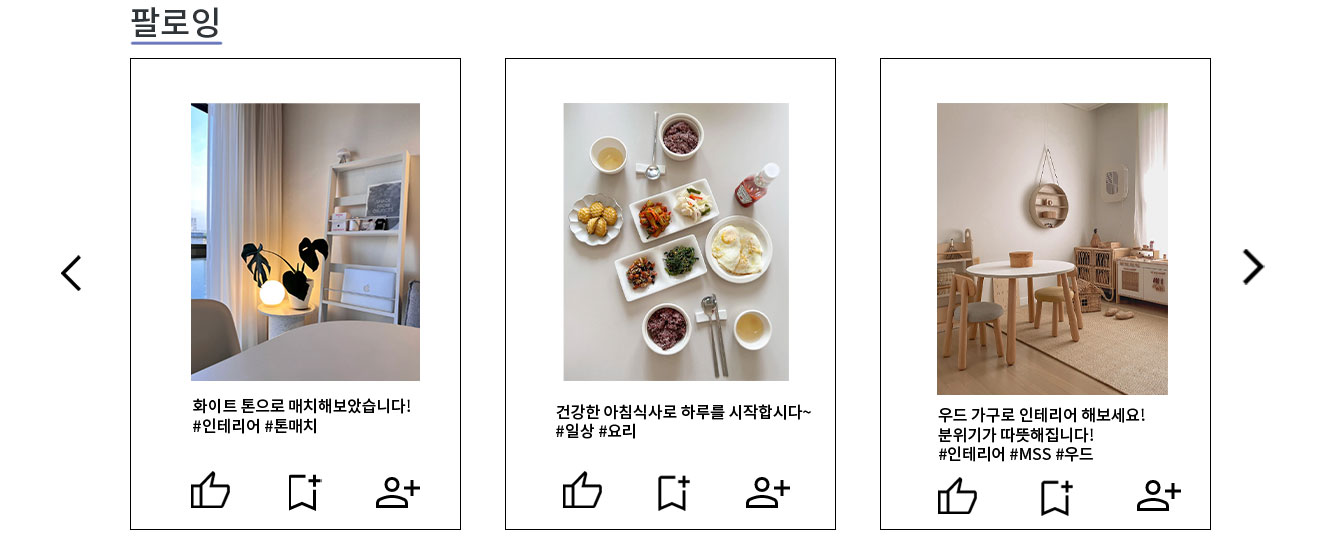 팔로잉
화이트 톤으로 매치해보았습니다!
#인테리어 #톤매치
건강한 아침식사로 하루를 시작합시다~
#일상 #요리
우드 가구로 인테리어 해보세요!
분위기가 따뜻해집니다!
#인테리어 #MSS #우드